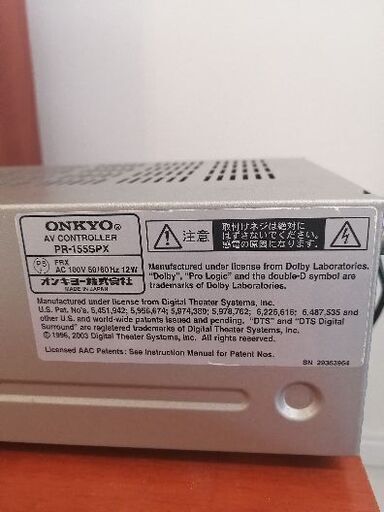 ONKYO®
AV CONTROLLER
PR-155SPX
PS
E FRX
AC 100V 50/60Hz 12W
オンキヨー株式会社
MADE IN JAPAN
注意
取付けネジは絶対に
はずさないでください。
感電の原因になります。
Manufactured under license from Dolby Laboratories.
"Dolby", "Pro Logic" and the double-D symbol are
trademarks of Dolby Laboratories.
Manufactured under license from Digital Theater Systems, Inc.
U.S. Pat. No's. 5,451,942; 5,956,674; 5,974,380; 5,978,762; 6,226,616; 6,487,535 and
other U.S. and world-wide patents issued and pending. "DTS" and "DTS Digital
Surround" are registered trademarks of Digital Theater Systems, Inc.
© 1996, 2003 Digital Theater Systems, Inc. All rights reserved.
Licensed AAC Patents: See Instruction Manual for Patent Nos.
SN 29363964